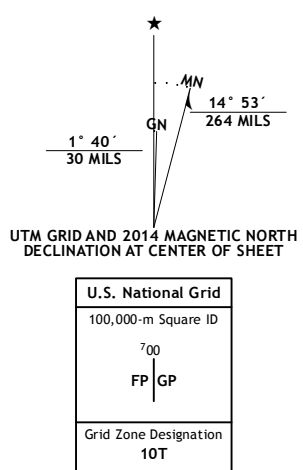 ★
MN
GN
14° 53´
264 MILS
1° 40´
30 MILS
UTM GRID AND 2014 MAGNETIC NORTH
DECLINATION AT CENTER OF SHEET
U.S. National Grid
100,000-m Square ID
⁷00
FP GP
Grid Zone Designation
10T